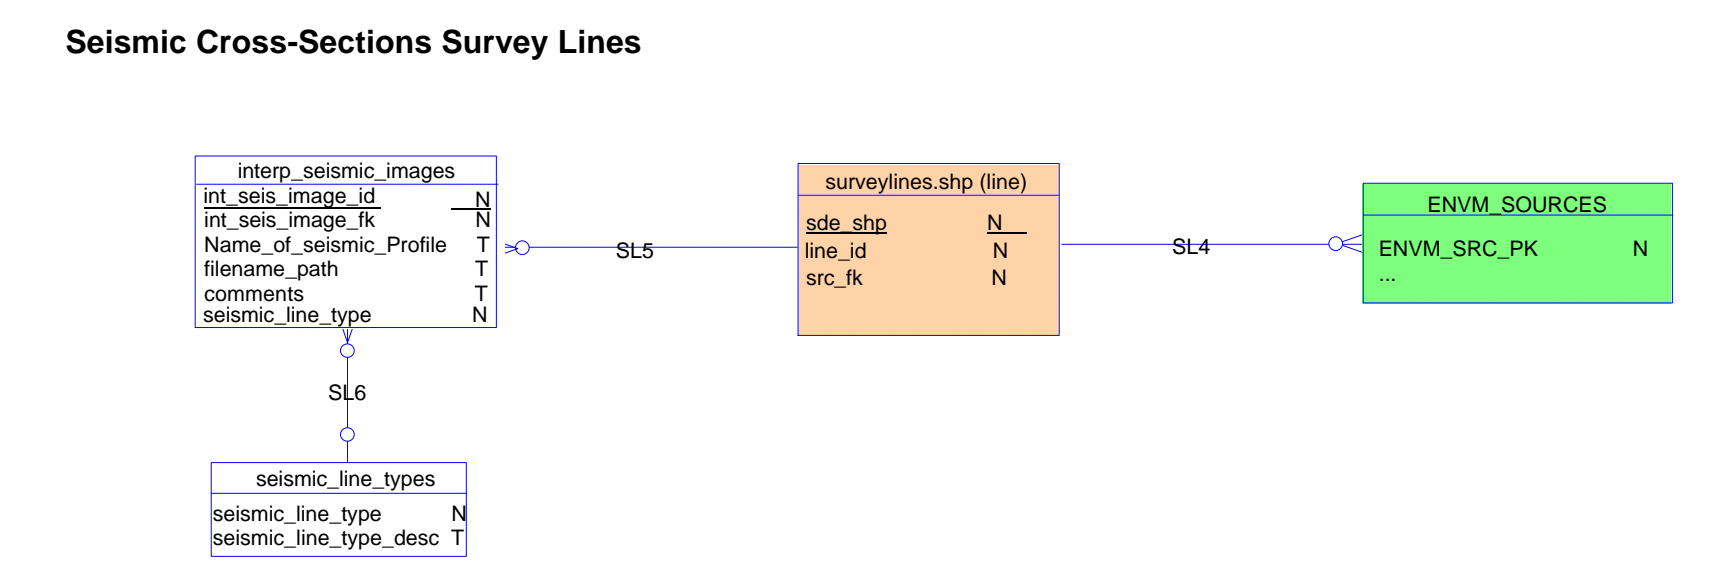 Seismic Cross-Sections Survey Lines
interp_seismic_images
int_seis_image_id N
int_seis_image_fk N
Name_of_seismic_Profile T
filename_path T
comments T
seismic_line_type N
SL5
surveylines.shp (line)
sde_shp N
line_id N
src_fk N
SL4
ENVM_SOURCES
ENVM_SRC_PK N
...
SL6
seismic_line_types
seismic_line_type N
seismic_line_type_desc T